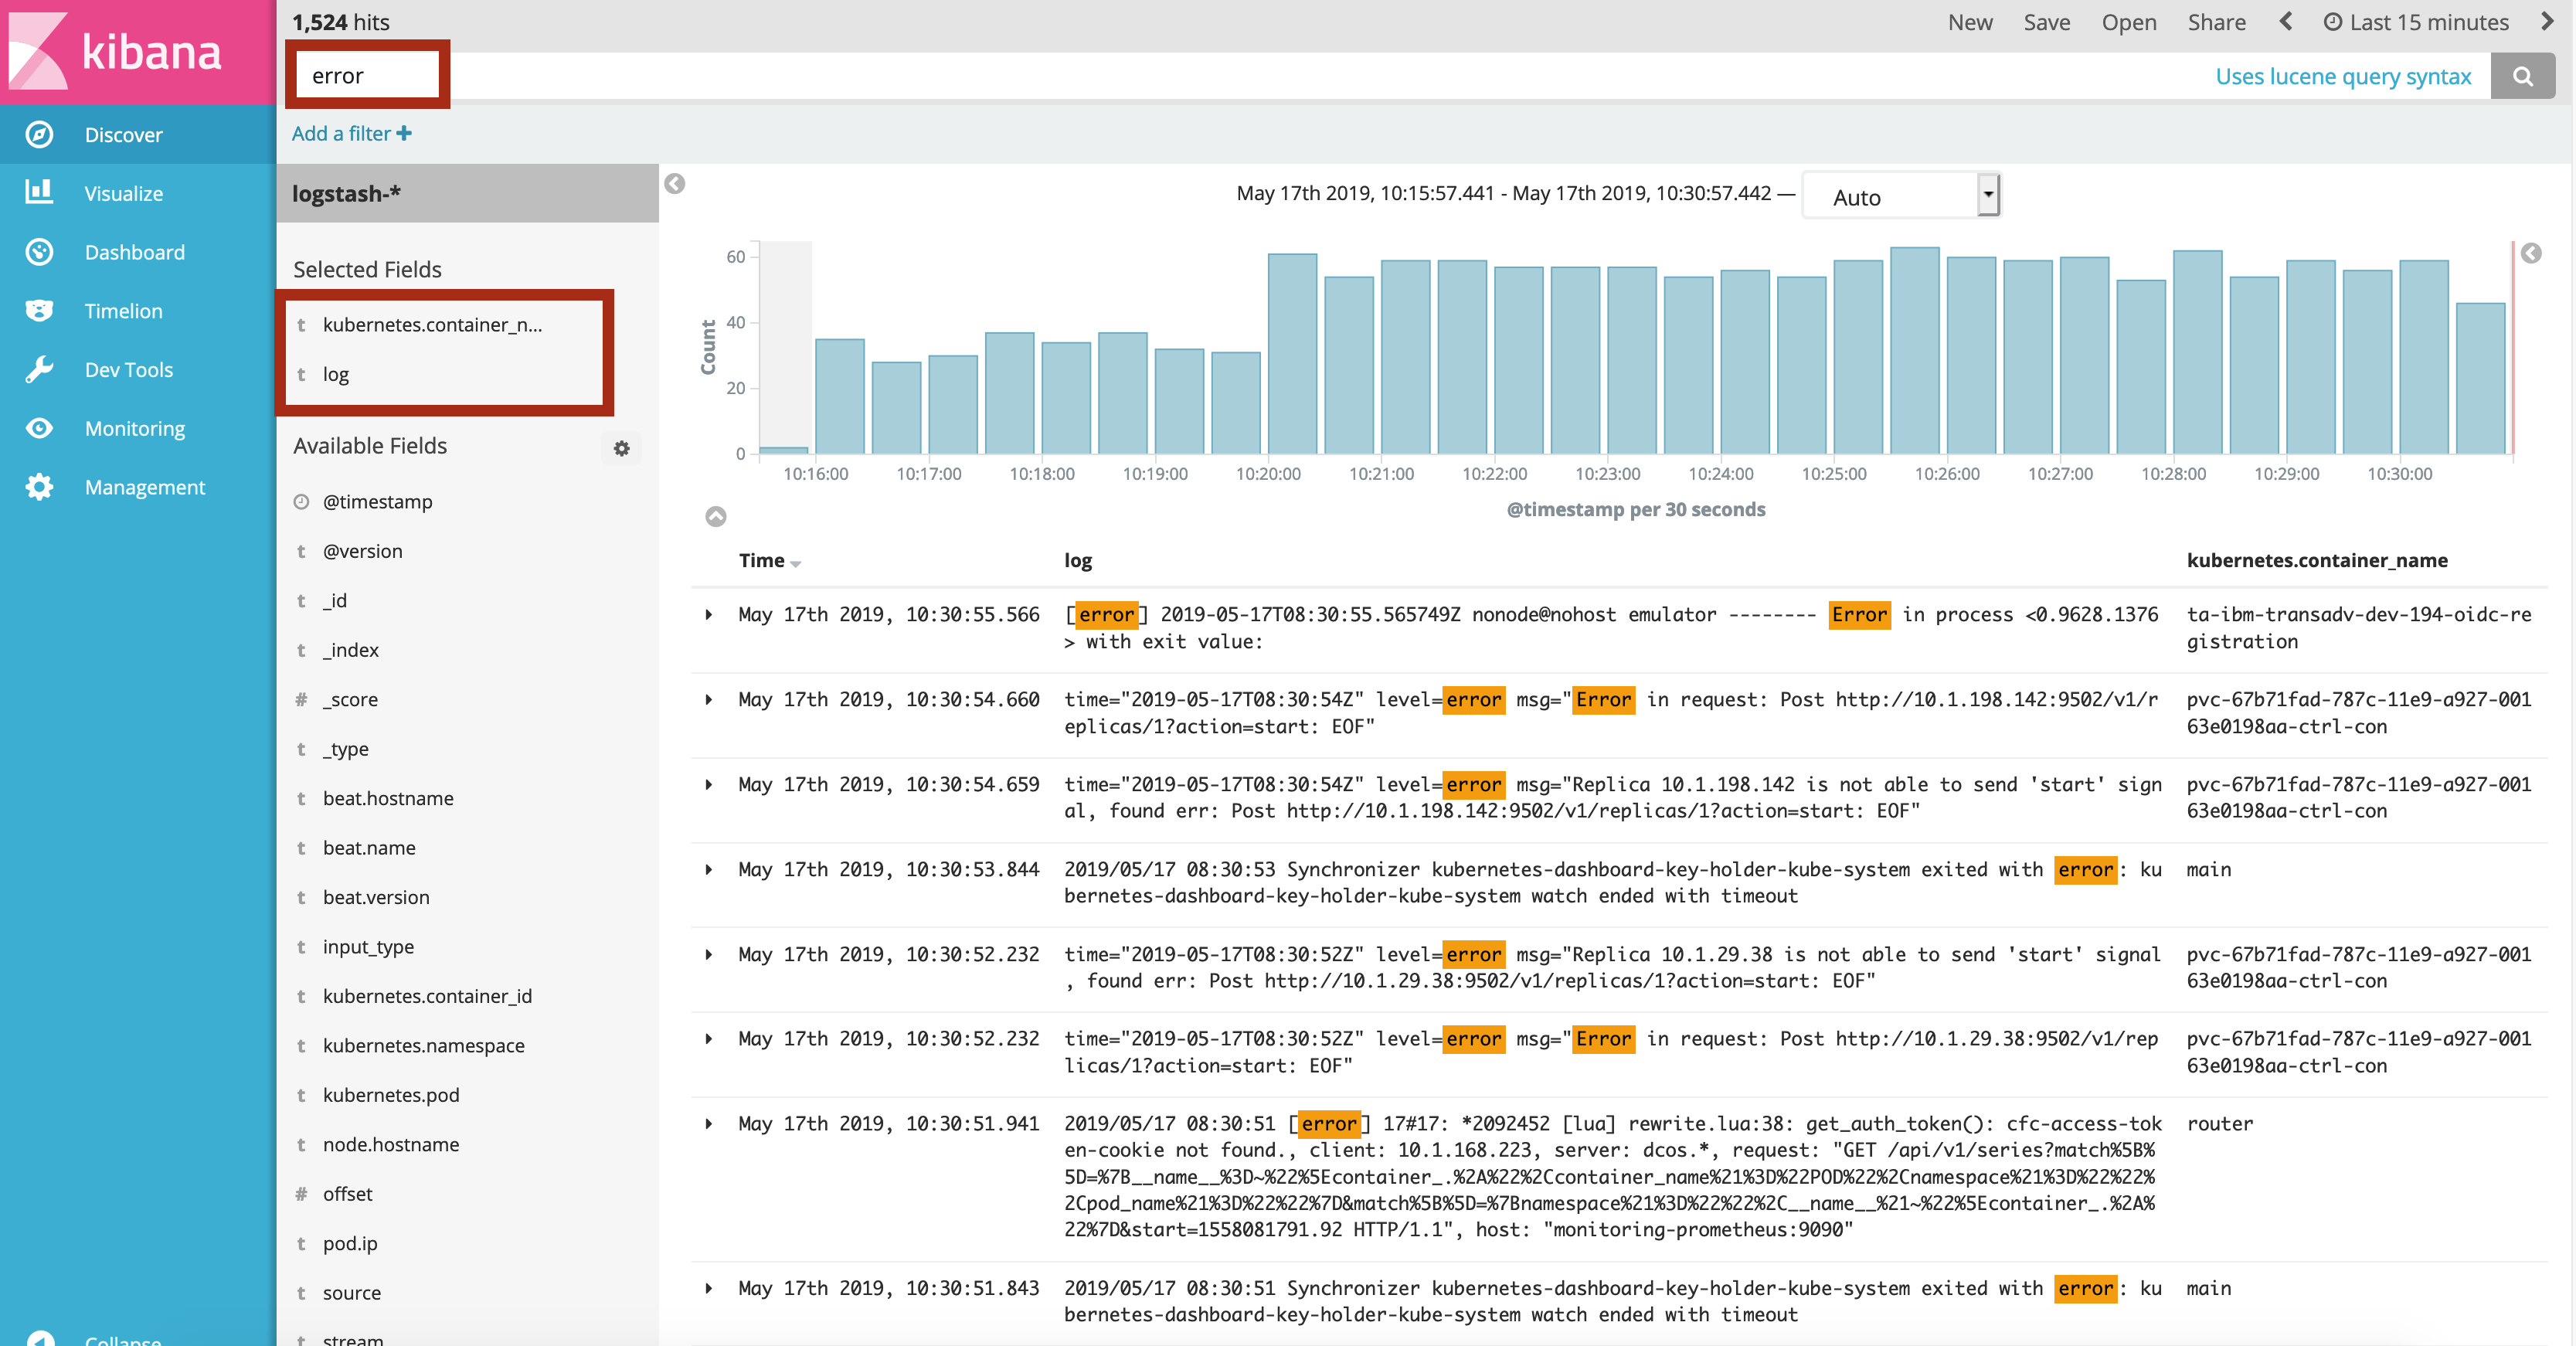 kibana
Discover
Visualize
Dashboard
Timelion
Dev Tools
Monitoring
Management
Collapse
1,524 hits
New Save Open Share Last 15 minutes
error
Uses lucene query syntax
Add a filter +
logstash-*
Selected Fields
t kubernetes.container_n...
t log
Available Fields
@timestamp
t @version
t _id
t _index
# _score
t _type
t beat.hostname
t beat.name
t beat.version
t input_type
t kubernetes.container_id
t kubernetes.namespace
t kubernetes.pod
t node.hostname
# offset
t pod.ip
t source
t stream
May 17th 2019, 10:15:57.441 - May 17th 2019, 10:30:57.442 — Auto
Count
60
40
20
0
10:16:00 10:17:00 10:18:00 10:19:00 10:20:00 10:21:00 10:22:00 10:23:00 10:24:00 10:25:00 10:26:00 10:27:00 10:28:00 10:29:00 10:30:00
@timestamp per 30 seconds
Time log kubernetes.container_name
May 17th 2019, 10:30:55.566 [error] 2019-05-17T08:30:55.565749Z nonode@nohost emulator -------- Error in process <0.9628.1376 ta-ibm-transadv-dev-194-oidc-re
> with exit value: gistration
May 17th 2019, 10:30:54.660 time="2019-05-17T08:30:54Z" level=error msg="Error in request: Post http://10.1.198.142:9502/v1/r pvc-67b71fad-787c-11e9-a927-001
eplicas/1?action=start: EOF" 63e0198aa-ctrl-con
May 17th 2019, 10:30:54.659 time="2019-05-17T08:30:54Z" level=error msg="Replica 10.1.198.142 is not able to send 'start' sign pvc-67b71fad-787c-11e9-a927-001
al, found err: Post http://10.1.198.142:9502/v1/replicas/1?action=start: EOF" 63e0198aa-ctrl-con
May 17th 2019, 10:30:53.844 2019/05/17 08:30:53 Synchronizer kubernetes-dashboard-key-holder-kube-system exited with error: ku main
bernetes-dashboard-key-holder-kube-system watch ended with timeout
May 17th 2019, 10:30:52.232 time="2019-05-17T08:30:52Z" level=error msg="Replica 10.1.29.38 is not able to send 'start' signal pvc-67b71fad-787c-11e9-a927-001
, found err: Post http://10.1.29.38:9502/v1/replicas/1?action=start: EOF" 63e0198aa-ctrl-con
May 17th 2019, 10:30:52.232 time="2019-05-17T08:30:52Z" level=error msg="Error in request: Post http://10.1.29.38:9502/v1/rep pvc-67b71fad-787c-11e9-a927-001
licas/1?action=start: EOF" 63e0198aa-ctrl-con
May 17th 2019, 10:30:51.941 2019/05/17 08:30:51 [error] 17#17: *2092452 [lua] rewrite.lua:38: get_auth_token(): cfc-access-tok router
en-cookie not found., client: 10.1.168.223, server: dcos.*, request: "GET /api/v1/series?match%5B%
5D=%7B__name__%3D~%22%5Econtainer_.%2A%22%2Ccontainer_name%21%3D%22POD%22%2Cnamespace%21%3D%22%22%
2Cpod_name%21%3D%22%22%7D&match%5B%5D=%7Bnamespace%21%3D%22%22%2C__name__%21~%22%5Econtainer_.%2A%
22%7D&start=1558081791.92 HTTP/1.1", host: "monitoring-prometheus:9090"
May 17th 2019, 10:30:51.843 2019/05/17 08:30:51 Synchronizer kubernetes-dashboard-key-holder-kube-system exited with error: ku main
bernetes-dashboard-key-holder-kube-system watch ended with timeout